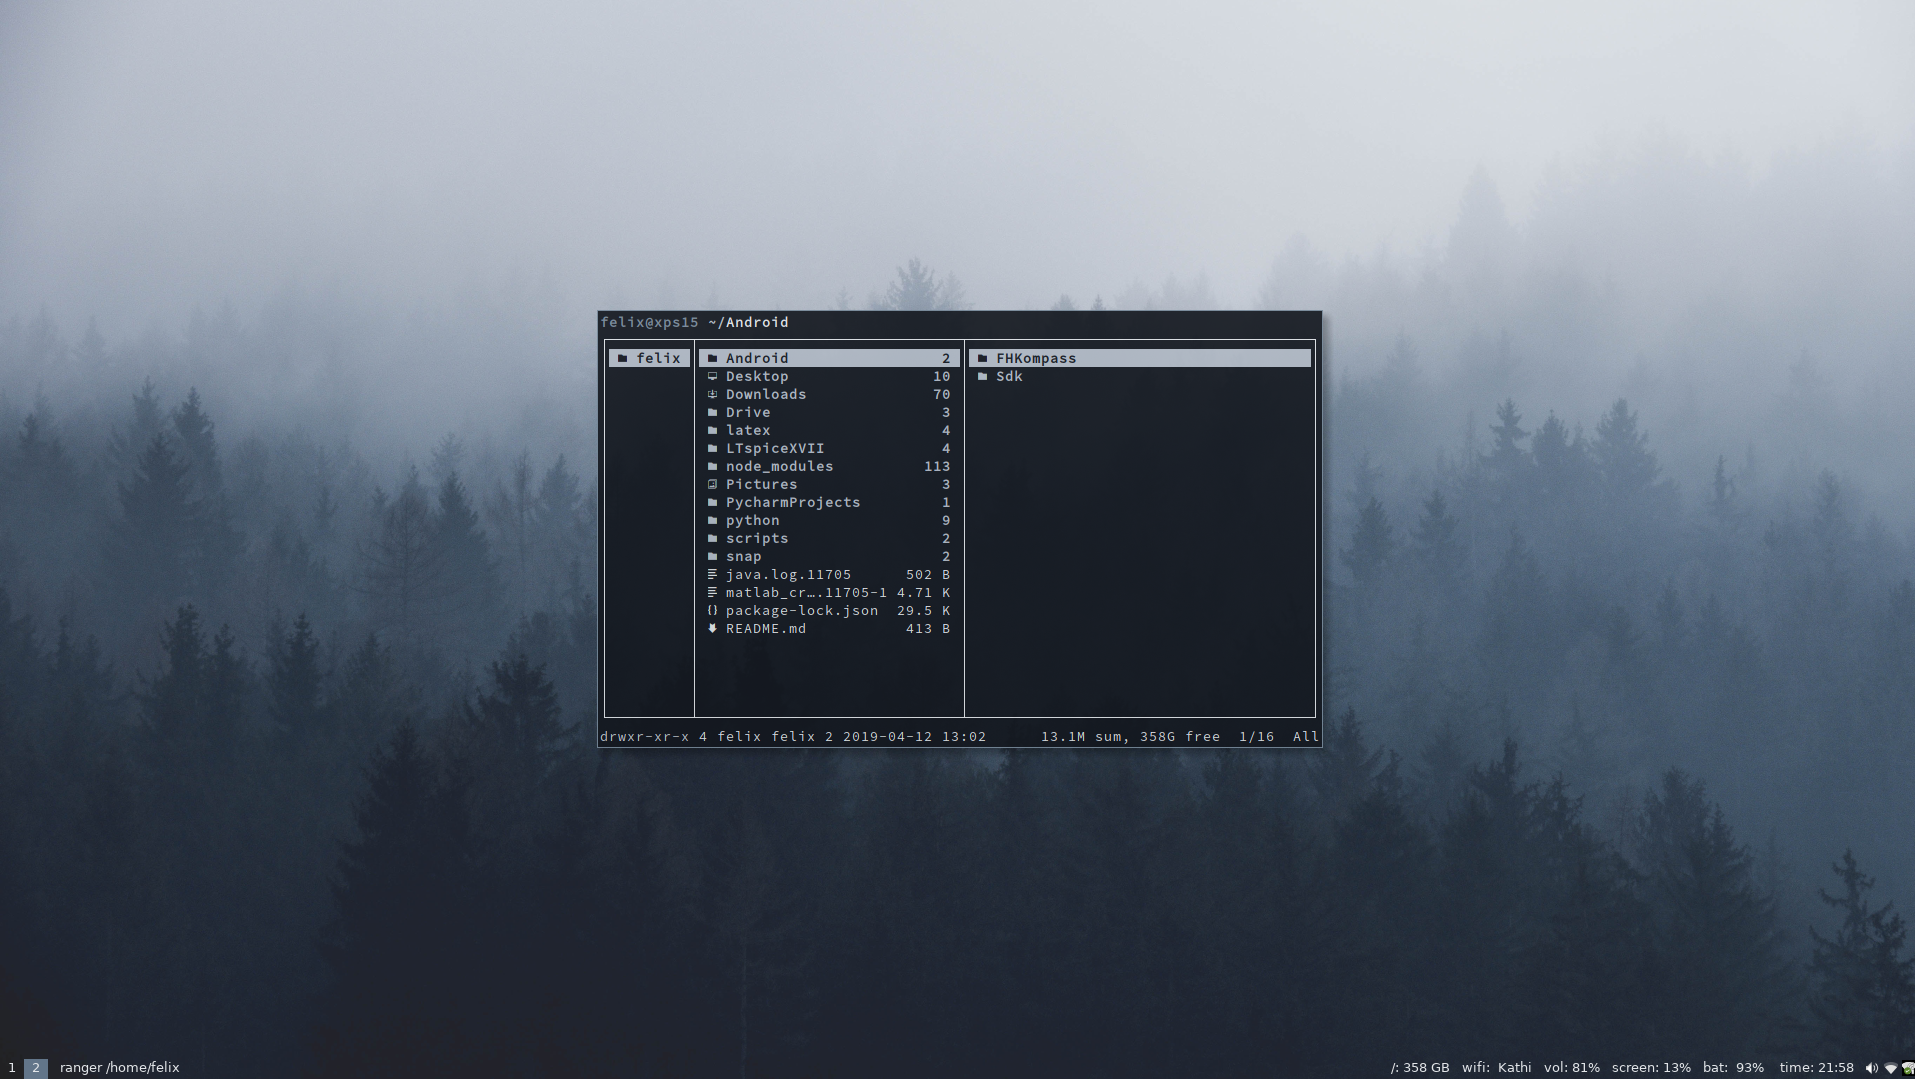 felix@xps15 ~/Android
felix
Android 2
Desktop 10
Downloads 70
Drive 3
latex 4
LTspiceXVII 4
node_modules 113
Pictures 3
PycharmProjects 1
python 9
scripts 2
snap 2
java.log.11705 502 B
matlab_cr….11705-1 4.71 K
package-lock.json 29.5 K
README.md 413 B
FHKompass
Sdk
drwxr-xr-x 4 felix felix 2 2019-04-12 13:02 13.1M sum, 358G free 1/16 All
1 2 ranger /home/felix /: 358 GB wifi: Kathi vol: 81% screen: 13% bat: 93% time: 21:58